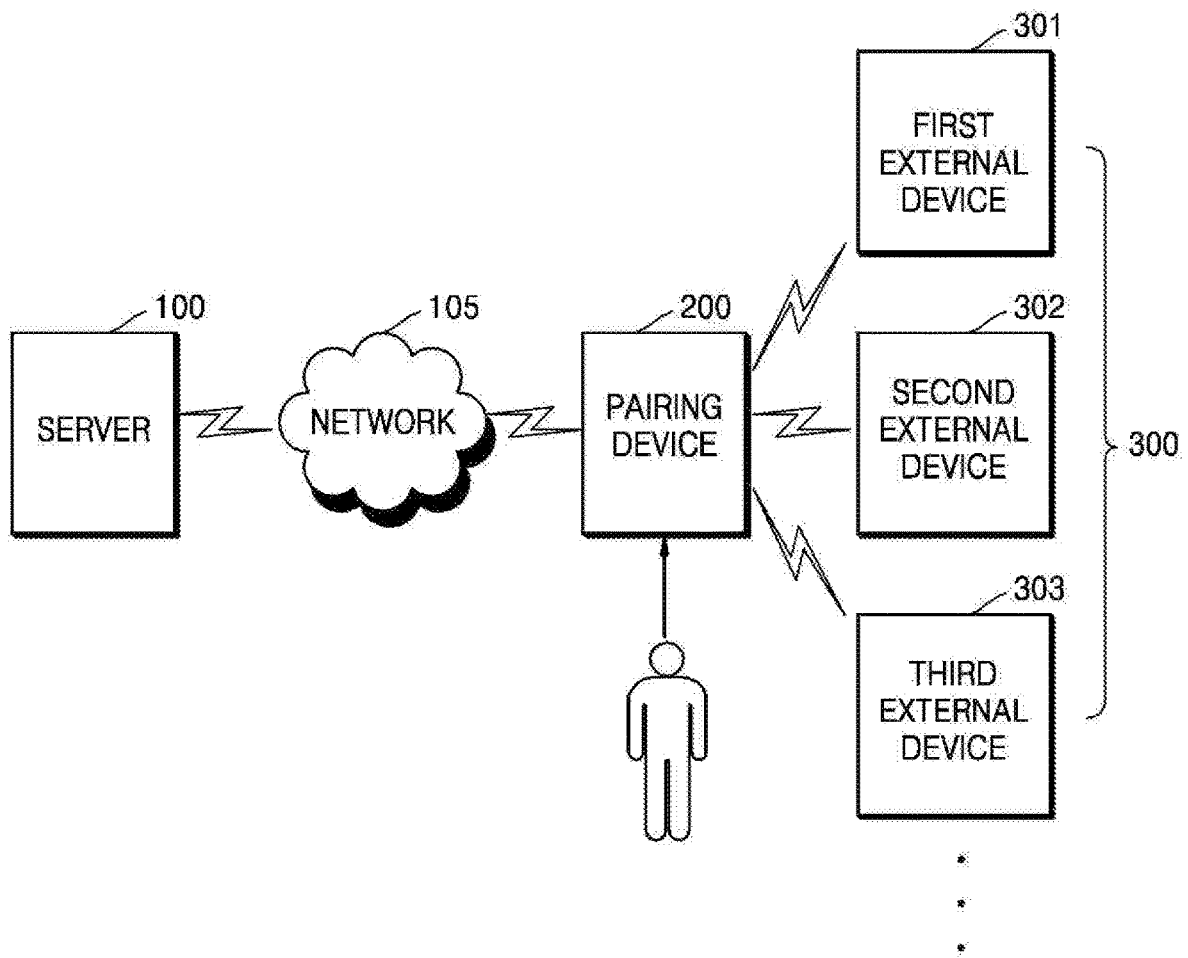 301
FIRST
EXTERNAL
DEVICE
100
SERVER
105
NETWORK
200
PAIRING
DEVICE
302
SECOND
EXTERNAL
DEVICE
300
303
THIRD
EXTERNAL
DEVICE